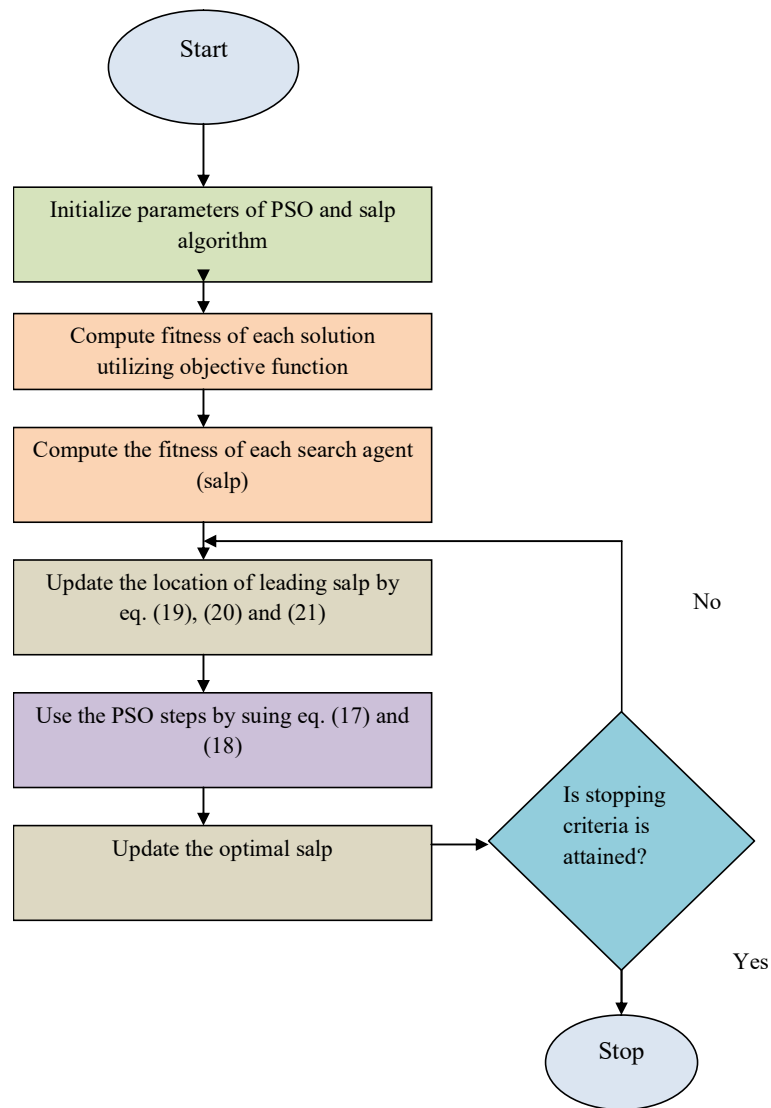 Start
Initialize parameters of PSO and salp
algorithm
Compute fitness of each solution
utilizing objective function
Compute the fitness of each search agent
(salp)
Update the location of leading salp by
eq. (19), (20) and (21)
No
Use the PSO steps by suing eq. (17) and
(18)
Is stopping
criteria is
attained?
Update the optimal salp
Yes
Stop